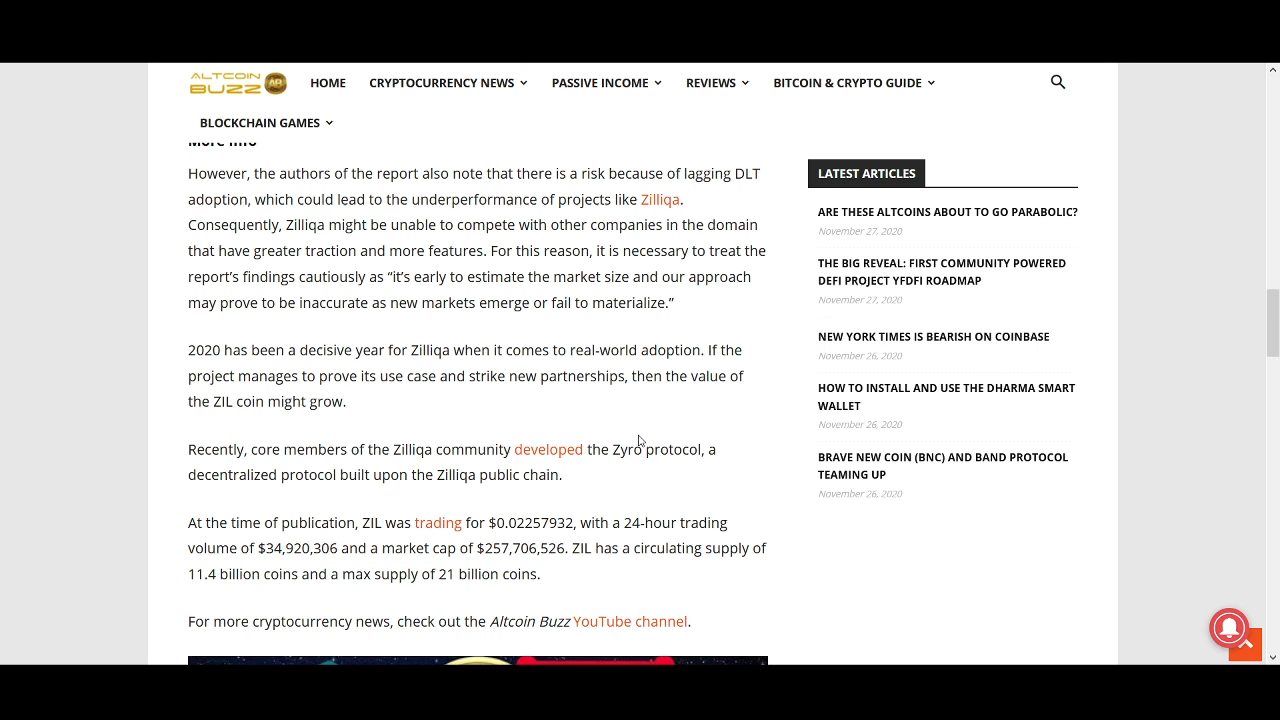 ALTCOIN
BUZZ AB
HOME
CRYPTOCURRENCY NEWS
PASSIVE INCOME
REVIEWS
BITCOIN & CRYPTO GUIDE
BLOCKCHAIN GAMES
More Info
However, the authors of the report also note that there is a risk because of lagging DLT
adoption, which could lead to the underperformance of projects like Zilliqa.
Consequently, Zilliqa might be unable to compete with other companies in the domain
that have greater traction and more features. For this reason, it is necessary to treat the
report’s findings cautiously as “it’s early to estimate the market size and our approach
may prove to be inaccurate as new markets emerge or fail to materialize.”
2020 has been a decisive year for Zilliqa when it comes to real-world adoption. If the
project manages to prove its use case and strike new partnerships, then the value of
the ZIL coin might grow.
Recently, core members of the Zilliqa community developed the Zyro protocol, a
decentralized protocol built upon the Zilliqa public chain.
At the time of publication, ZIL was trading for $0.02257932, with a 24-hour trading
volume of $34,920,306 and a market cap of $257,706,526. ZIL has a circulating supply of
11.4 billion coins and a max supply of 21 billion coins.
For more cryptocurrency news, check out the Altcoin Buzz YouTube channel.
LATEST ARTICLES
ARE THESE ALTCOINS ABOUT TO GO PARABOLIC?
November 27, 2020
THE BIG REVEAL: FIRST COMMUNITY POWERED
DEFI PROJECT YFDFI ROADMAP
November 27, 2020
NEW YORK TIMES IS BEARISH ON COINBASE
November 26, 2020
HOW TO INSTALL AND USE THE DHARMA SMART
WALLET
November 26, 2020
BRAVE NEW COIN (BNC) AND BAND PROTOCOL
TEAMING UP
November 26, 2020